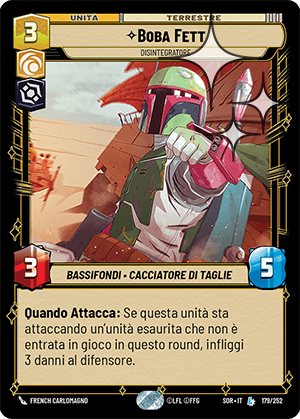 UNITÀ
TERRESTRE
3
✧BOBA FETT
DISINTEGRATORE
3
BASSIFONDI • CACCIATORE DI TAGLIE
5
Quando Attacca: Se questa unità sta
attaccando un'unità esaurita che non è
entrata in gioco in questo round, infliggi
3 danni al difensore.
FRENCH CARLOMAGNO
©LFL ©FFG
SOR • IT
L
179/252